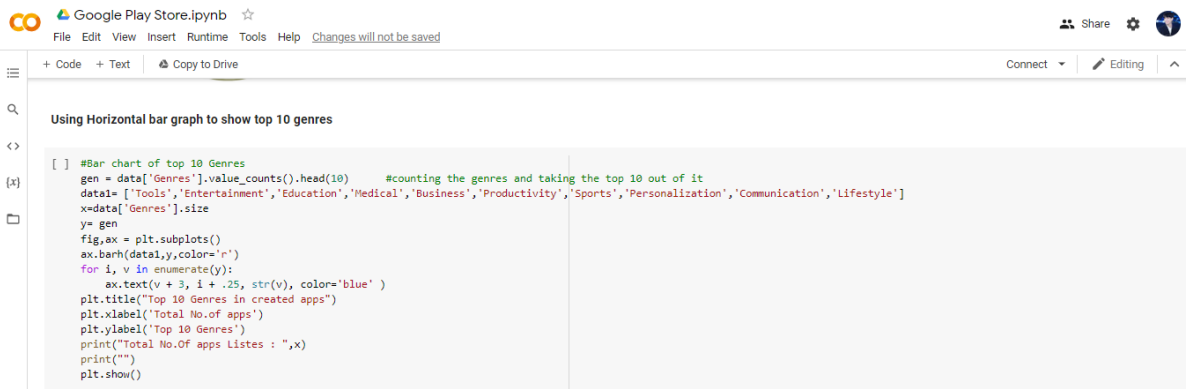 Google Play Store.ipynb
Share
File Edit View Insert Runtime Tools Help Changes will not be saved
+ Code + Text Copy to Drive
Connect Editing
Using Horizontal bar graph to show top 10 genres
[ ] #Bar chart of top 10 Genres
gen = data['Genres'].value_counts().head(10) #counting the genres and taking the top 10 out of it
data1= ['Tools','Entertainment','Education','Medical','Business','Productivity','Sports','Personalization','Communication','Lifestyle']
x=data['Genres'].size
y= gen
fig,ax = plt.subplots()
ax.barh(data1,y,color='r')
for i, v in enumerate(y):
    ax.text(v + 3, i + .25, str(v), color='blue' )
plt.title("Top 10 Genres in created apps")
plt.xlabel('Total No.of apps')
plt.ylabel('Top 10 Genres')
print("Total No.Of apps Listes : ",x)
print("")
plt.show()